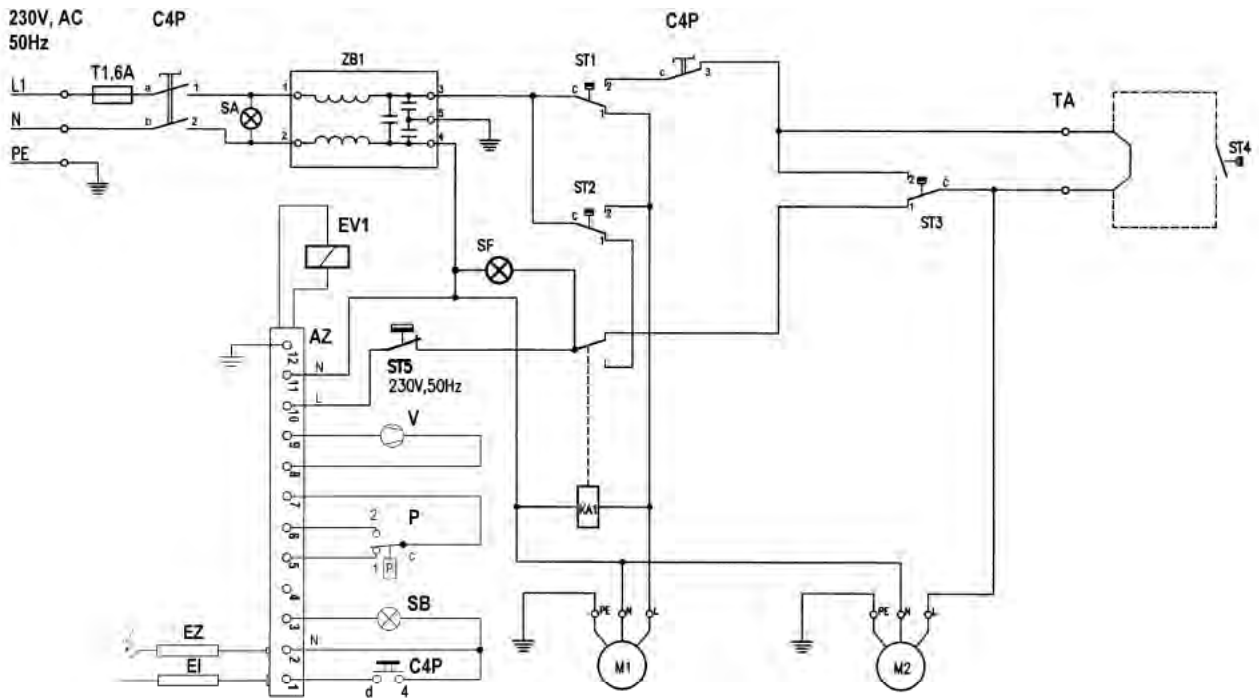 230V, AC
50Hz
C4P
C4P
L1
T1,6A
a
1
N
b
2
PE
SA
ZB1
1
2
3
5
4
ST1
c
2
1
c
3
TA
ST4
ST2
c
2
1
2
c
1
ST3
EV1
SF
AZ
12
11
N
ST5
230V,50Hz
10
L
9
V
8
7
6
2
P
5
1
P
c
KA1
4
3
SB
2
N
EZ
1
EI
d
4
C4P
PE
N
L
M1
PE
N
L
M2